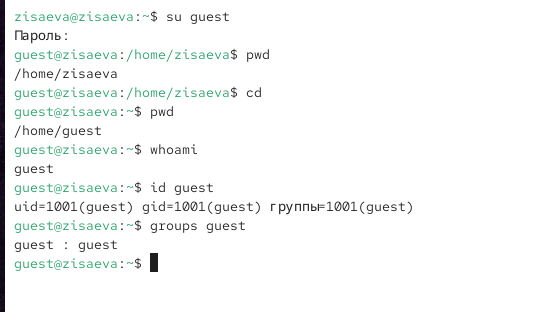 zisaeva@zisaeva:~$ su guest
Пароль:
guest@zisaeva:/home/zisaeva$ pwd
/home/zisaeva
guest@zisaeva:/home/zisaeva$ cd
guest@zisaeva:~$ pwd
/home/guest
guest@zisaeva:~$ whoami
guest
guest@zisaeva:~$ id guest
uid=1001(guest) gid=1001(guest) группы=1001(guest)
guest@zisaeva:~$ groups guest
guest : guest
guest@zisaeva:~$